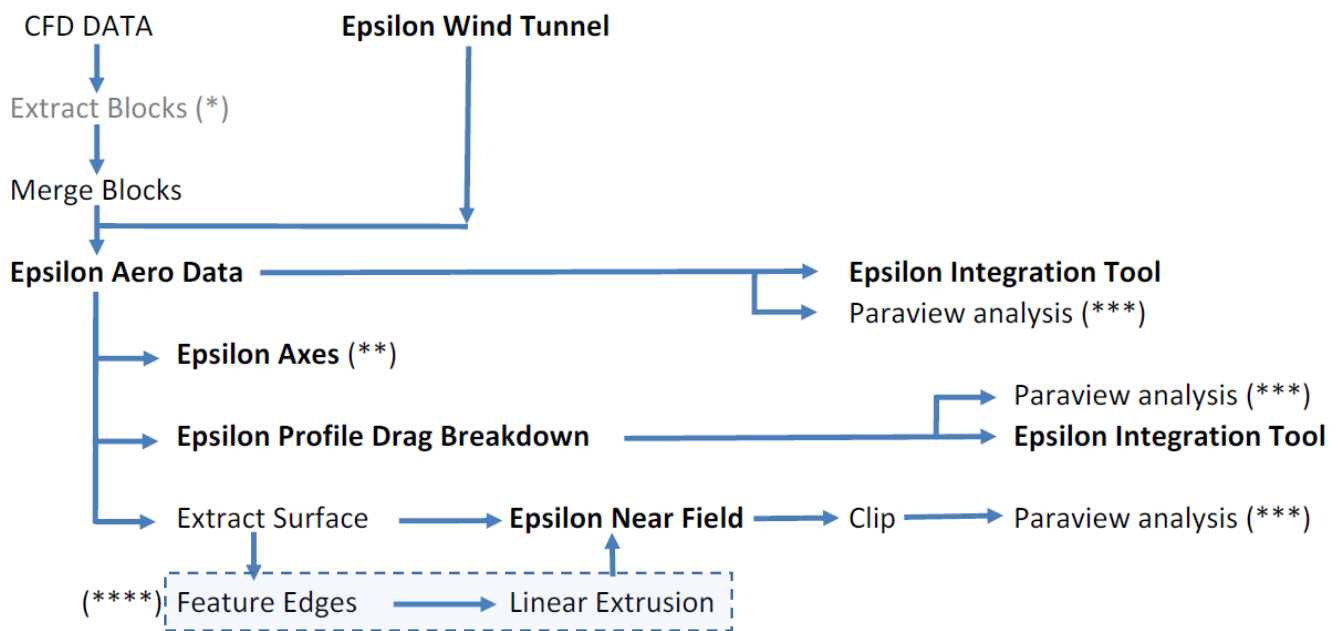 CFD DATA
Epsilon Wind Tunnel
Extract Blocks (*)
Merge Blocks
Epsilon Aero Data
Epsilon Integration Tool
Paraview analysis (***)
Epsilon Axes (**)
Paraview analysis (***)
Epsilon Profile Drag Breakdown
Epsilon Integration Tool
Extract Surface
Epsilon Near Field
Clip
Paraview analysis (***)
(****) Feature Edges
Linear Extrusion